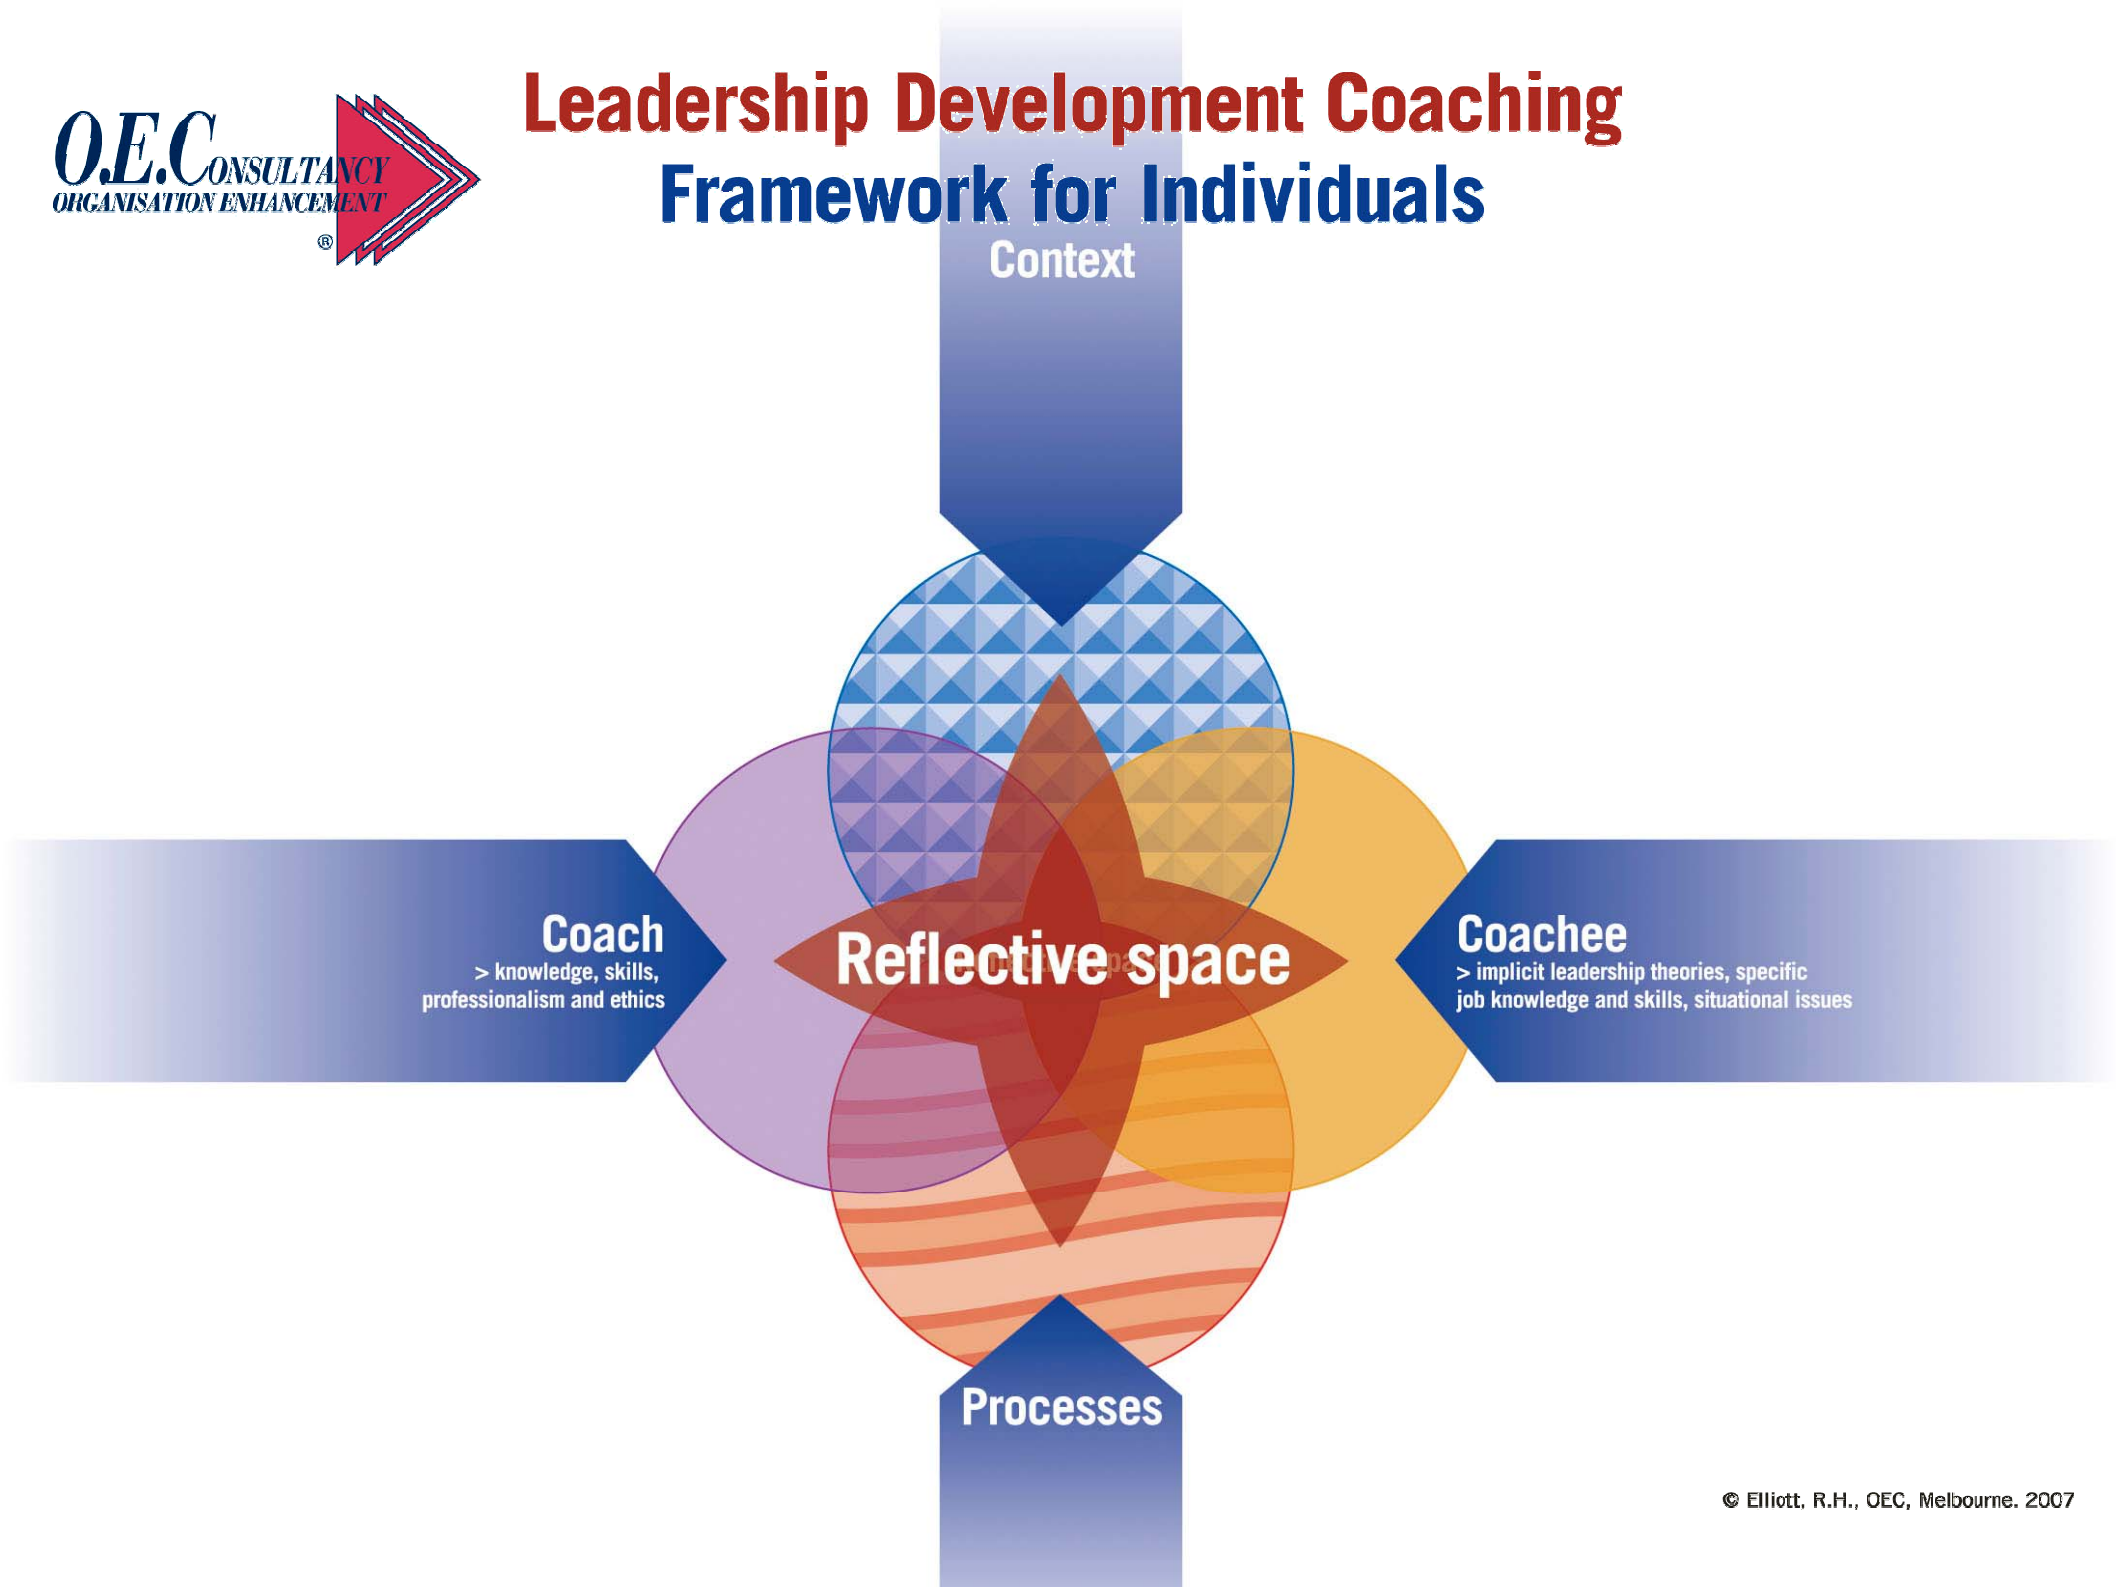 O.E.CONSULTANCY
ORGANISATION ENHANCEMENT
®
Leadership Development Coaching
Framework for Individuals
Context
Coach
> knowledge, skills,
professionalism and ethics
Reflective space
Coachee
> implicit leadership theories, specific
job knowledge and skills, situational issues
Processes
© Elliott, R.H., OEC, Melbourne. 2007